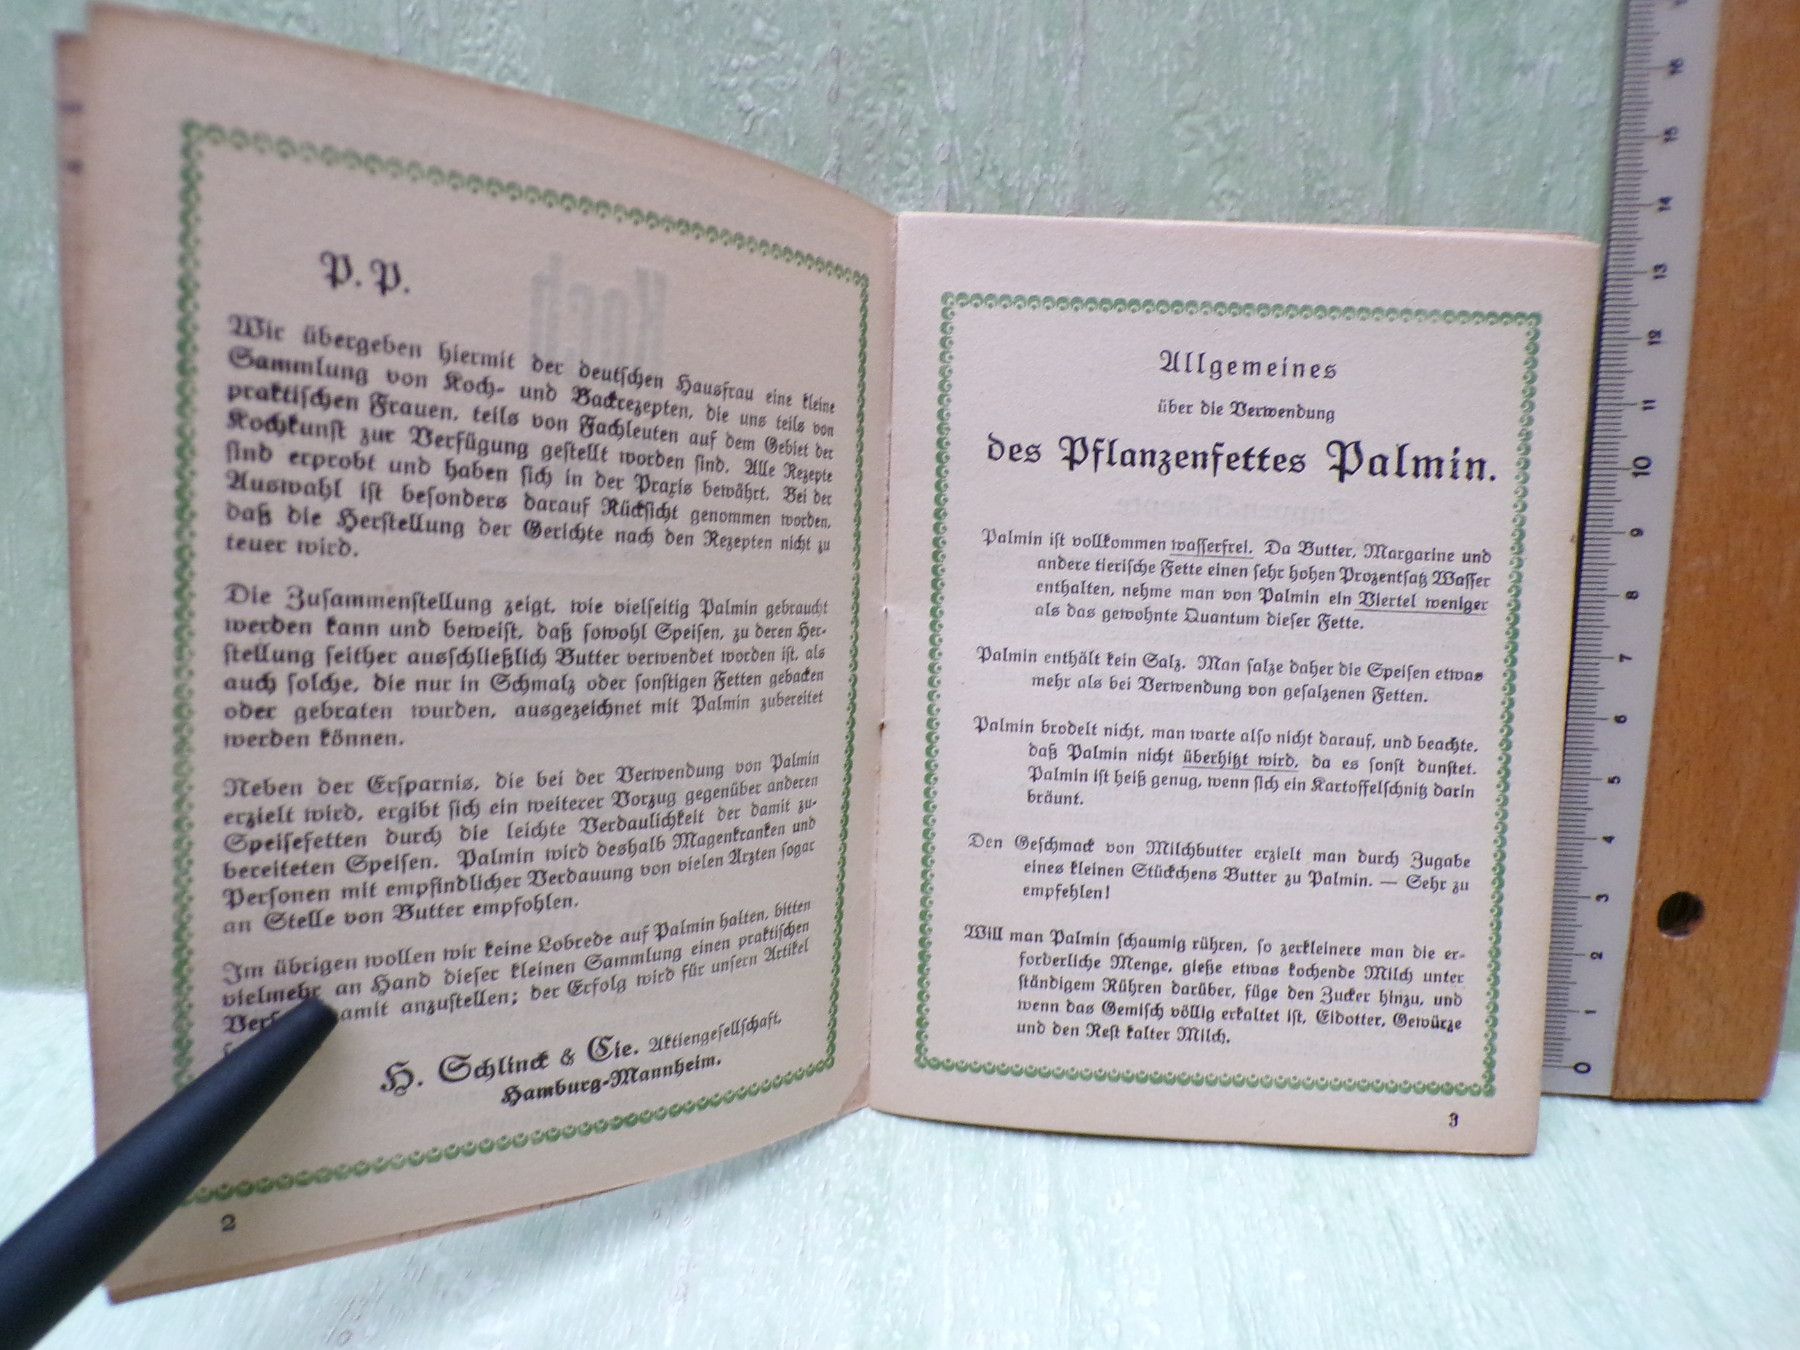 P. P.
Wir übergeben hiermit der deutschen Hausfrau eine kleine
Sammlung von Koch- und Backrezepten, die uns teils von
praktischen Frauen, teils von Fachleuten auf dem Gebiet der
Kochkunst zur Verfügung gestellt worden sind. Alle Rezepte
sind erprobt und haben sich in der Praxis bewährt. Bei der
Auswahl ist besonders darauf Rücksicht genommen worden,
daß die Herstellung der Gerichte nach den Rezepten nicht zu
teuer wird.
Die Zusammenstellung zeigt, wie vielseitig Palmin gebraucht
werden kann und beweist, daß sowohl Speisen, zu deren Her-
stellung seither ausschließlich Butter verwendet worden ist, als
auch solche, die nur in Schmalz oder sonstigen Fetten gebacken
oder gebraten wurden, ausgezeichnet mit Palmin zubereitet
werden können.
Neben der Ersparnis, die bei der Verwendung von Palmin
erzielt wird, ergibt sich ein weiterer Vorzug gegenüber anderen
Speisefetten durch die leichte Verdaulichkeit der damit zu-
bereiteten Speisen. Palmin wird deshalb Magenkranken und
Personen mit empfindlicher Verdauung von vielen Ärzten sogar
an Stelle von Butter empfohlen.
Im übrigen wollen wir keine Lobrede auf Palmin halten, bitten
vielmehr an Hand dieser kleinen Sammlung einen praktischen
damit anzustellen; der Erfolg wird für unsern Artikel
H. Schlinck & Cie. Aktiengesellschaft,
Hamburg-Mannheim.
2
Allgemeines
über die Verwendung
des Pflanzenfettes Palmin.
Palmin ist vollkommen wasserfrei. Da Butter, Margarine und
andere tierische Fette einen sehr hohen Prozentsatz Wasser
enthalten, nehme man von Palmin ein Viertel weniger
als das gewohnte Quantum dieser Fette.
Palmin enthält kein Salz. Man salze daher die Speisen etwas
mehr als bei Verwendung von gesalzenen Fetten.
Palmin brodelt nicht, man warte also nicht darauf, und beachte,
daß Palmin nicht überhitzt wird, da es sonst dunstet.
Palmin ist heiß genug, wenn sich ein Kartoffelschnitz darin
bräunt.
Den Geschmack von Milchbutter erzielt man durch Zugabe
eines kleinen Stückchens Butter zu Palmin. — Sehr zu
empfehlen!
Will man Palmin schaumig rühren, so zerkleinere man die er-
forderliche Menge, gieße etwas kochende Milch unter
ständigem Rühren darüber, füge den Zucker hinzu, und
wenn das Gemisch völlig erkaltet ist, Eidotter, Gewürze
und den Rest kalter Milch.
3
16
15
14
13
12
11
10
9
8
7
6
5
4
3
2
1
0